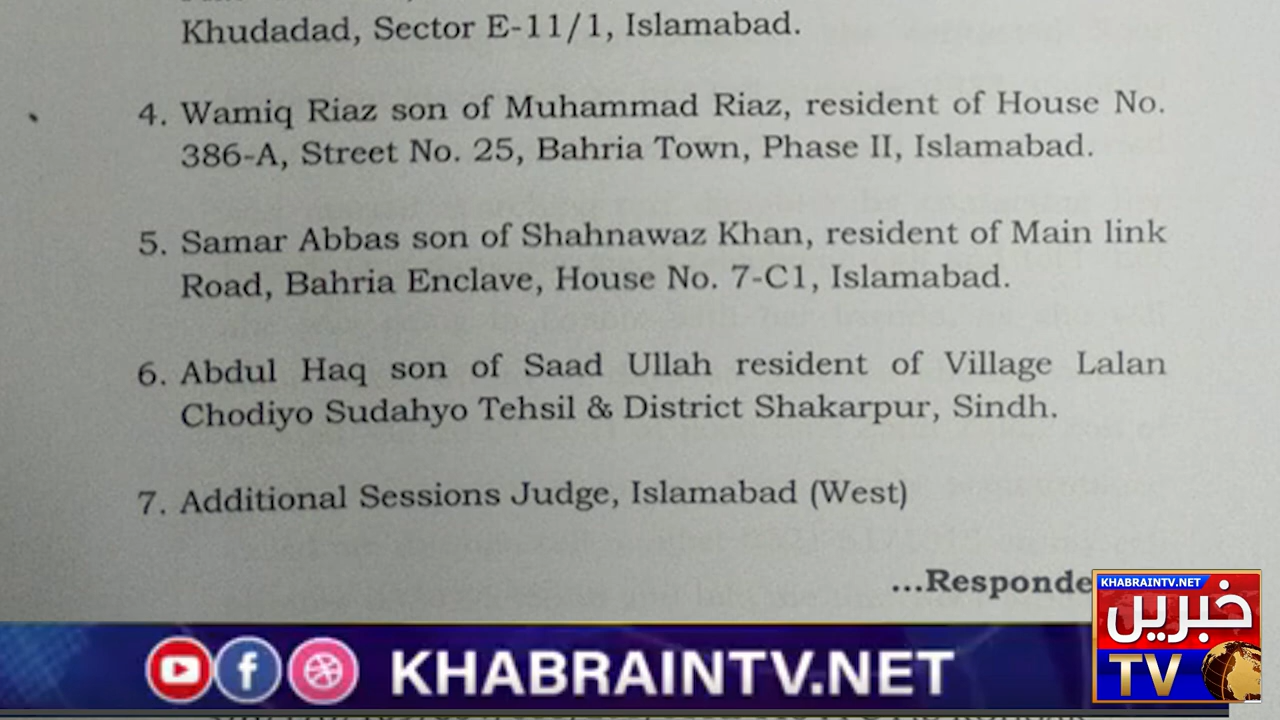 Khudadad, Sector E-11/1, Islamabad.
4. Wamiq Riaz son of Muhammad Riaz, resident of House No.
386-A, Street No. 25, Bahria Town, Phase II, Islamabad.
5. Samar Abbas son of Shahnawaz Khan, resident of Main link
Road, Bahria Enclave, House No. 7-C1, Islamabad.
6. Abdul Haq son of Saad Ullah resident of Village Lalan
Chodiyo Sudahyo Tehsil & District Shakarpur, Sindh.
7. Additional Sessions Judge, Islamabad (West)
...Responde
KHABRAINTV.NET
KHABRAINTV.NET
خبریں
TV